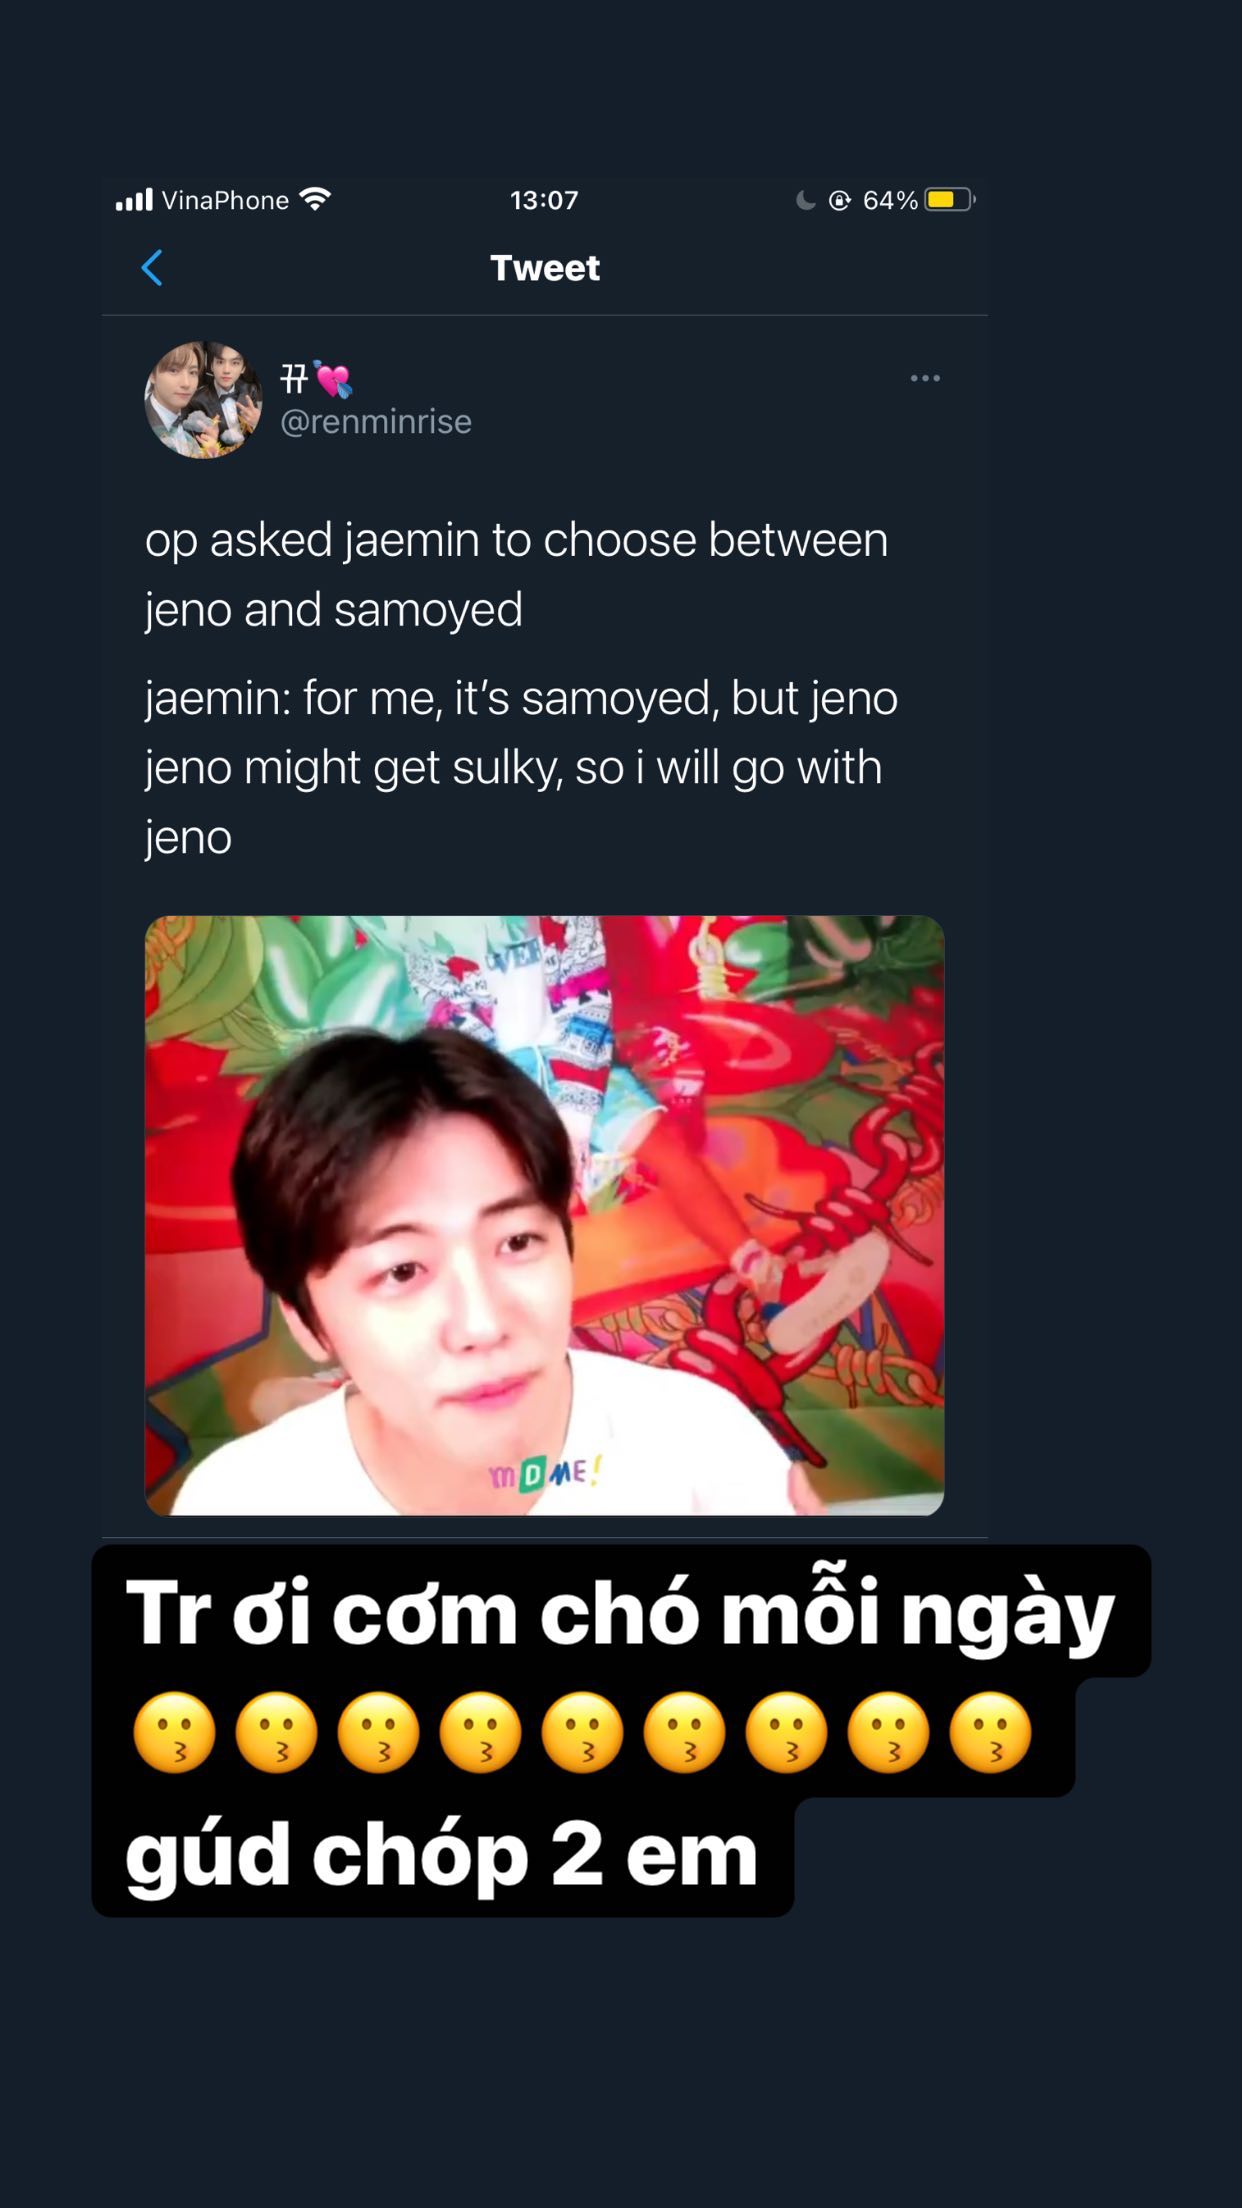 VinaPhone 13:07 64%
Tweet
뀨💘
@renminrise
op asked jaemin to choose between
jeno and samoyed
jaemin: for me, it's samoyed, but jeno
jeno might get sulky, so i will go with
jeno
OVER
mDME!
Tr ơi cơm chó mỗi ngày
😗😗😗😗😗😗😗😗😗
gúd chóp 2 em